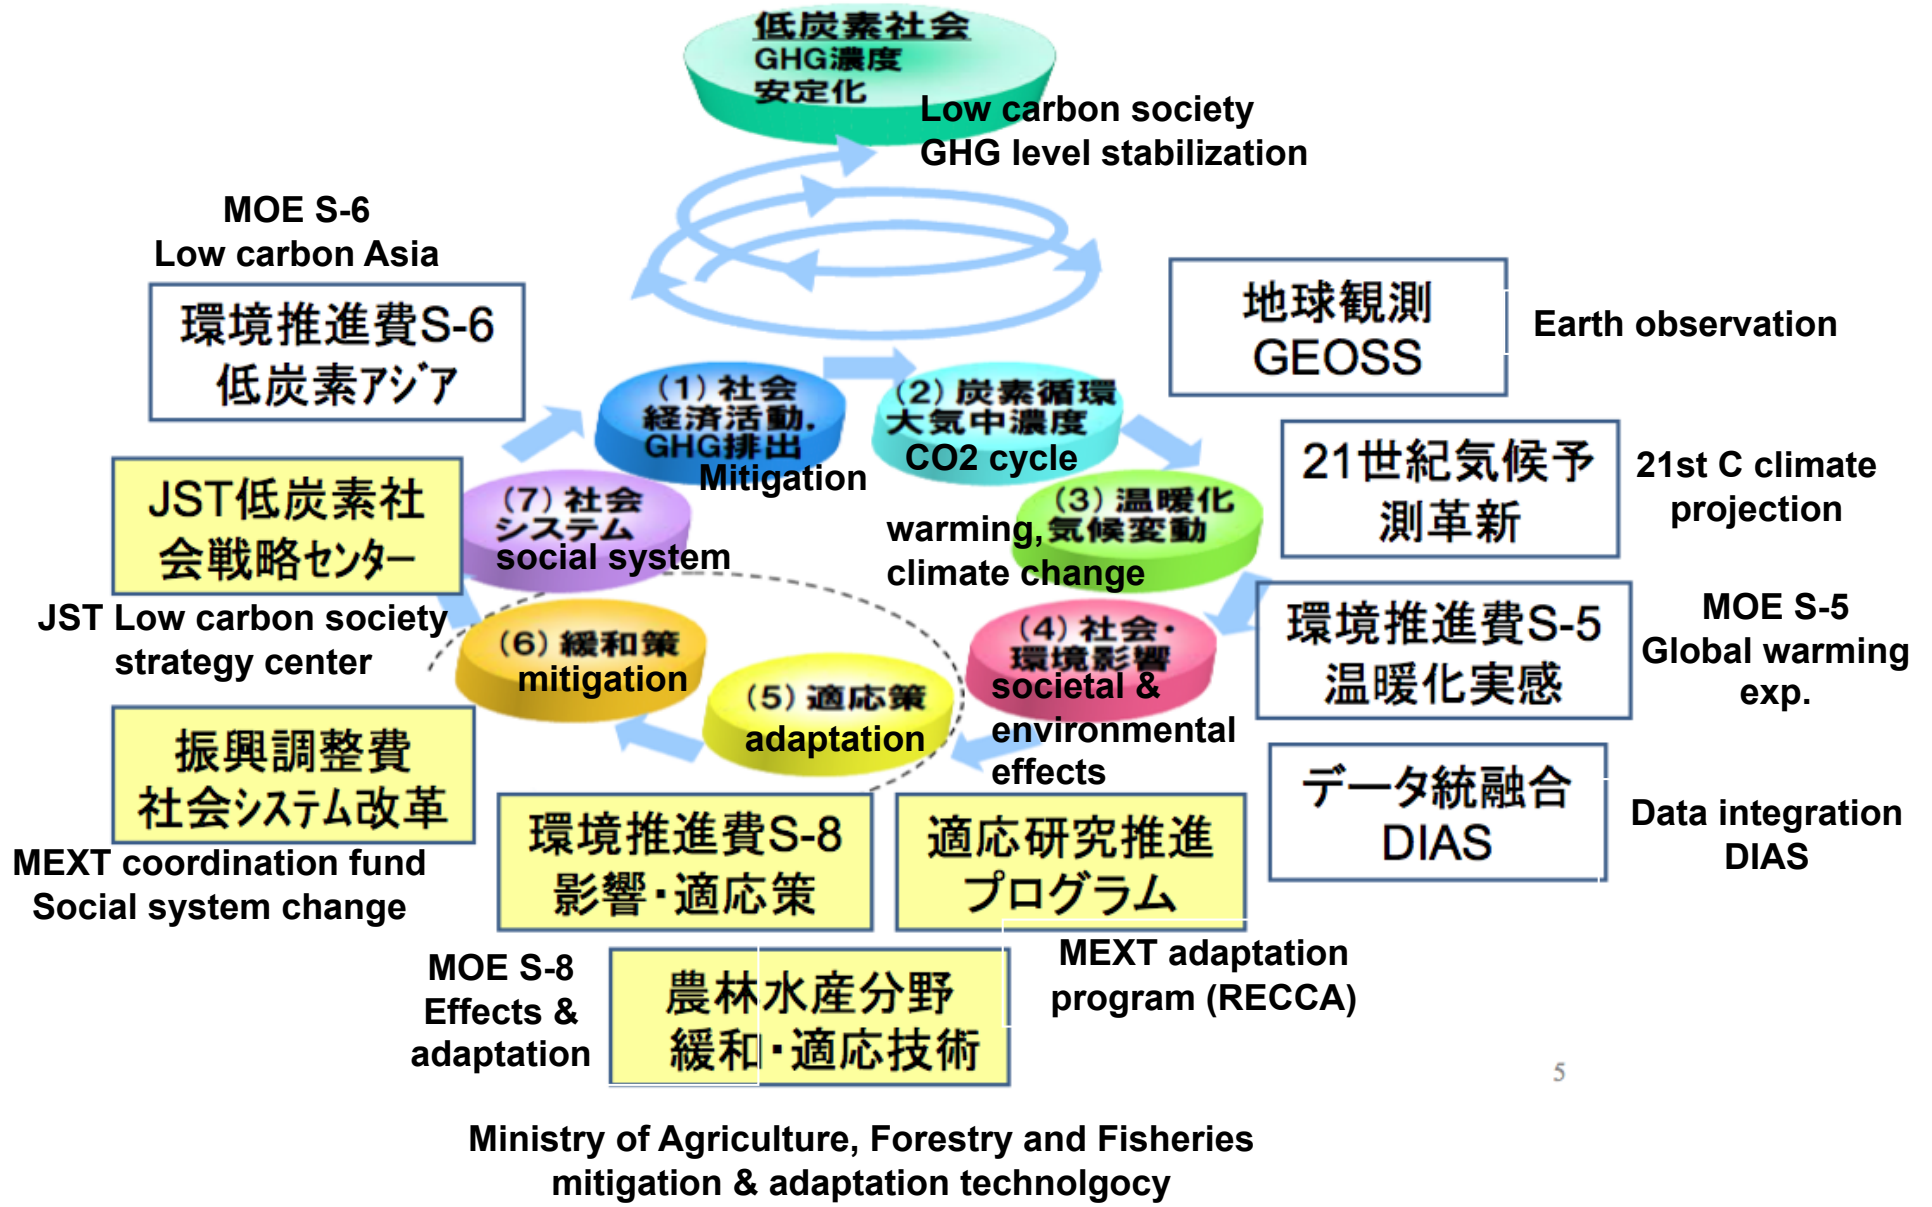 低炭素社会
GHG濃度
安定化
Low carbon society
GHG level stabilization
MOE S-6
Low carbon Asia
環境推進費S-6
低炭素アジア
地球観測
GEOSS
Earth observation
(1) 社会
経済活動.
GHG排出
Mitigation
(2) 炭素循環
大気中濃度
CO2 cycle
21世紀気候予
測革新
21st C climate
projection
JST低炭素社
会戦略センター
JST Low carbon society
strategy center
(7) 社会
システム
social system
(3) 温暖化
気候変動
warming,
climate change
環境推進費S-5
温暖化実感
MOE S-5
Global warming
exp.
(6) 緩和策
mitigation
(5) 適応策
adaptation
(4) 社会・
環境影響
societal &
environmental
effects
振興調整費
社会システム改革
MEXT coordination fund
Social system change
データ統融合
DIAS
Data integration
DIAS
環境推進費S-8
影響・適応策
適応研究推進
プログラム
MOE S-8
Effects &
adaptation
農林水産分野
緩和・適応技術
MEXT adaptation
program (RECCA)
5
Ministry of Agriculture, Forestry and Fisheries
mitigation & adaptation technolgocy